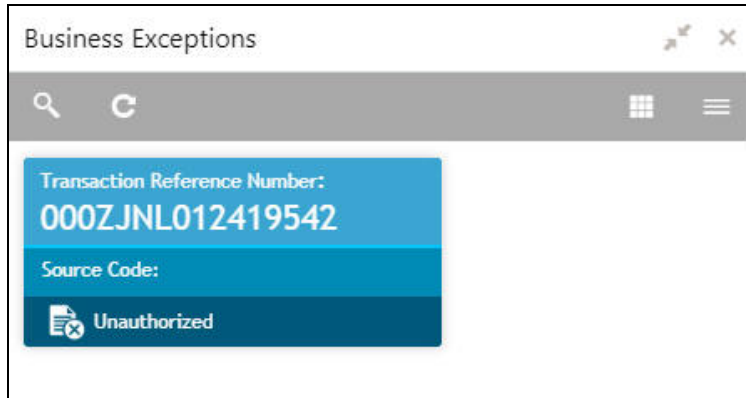 Business Exceptions
Transaction Reference Number:
000ZJNL012419542
Source Code:
Unauthorized